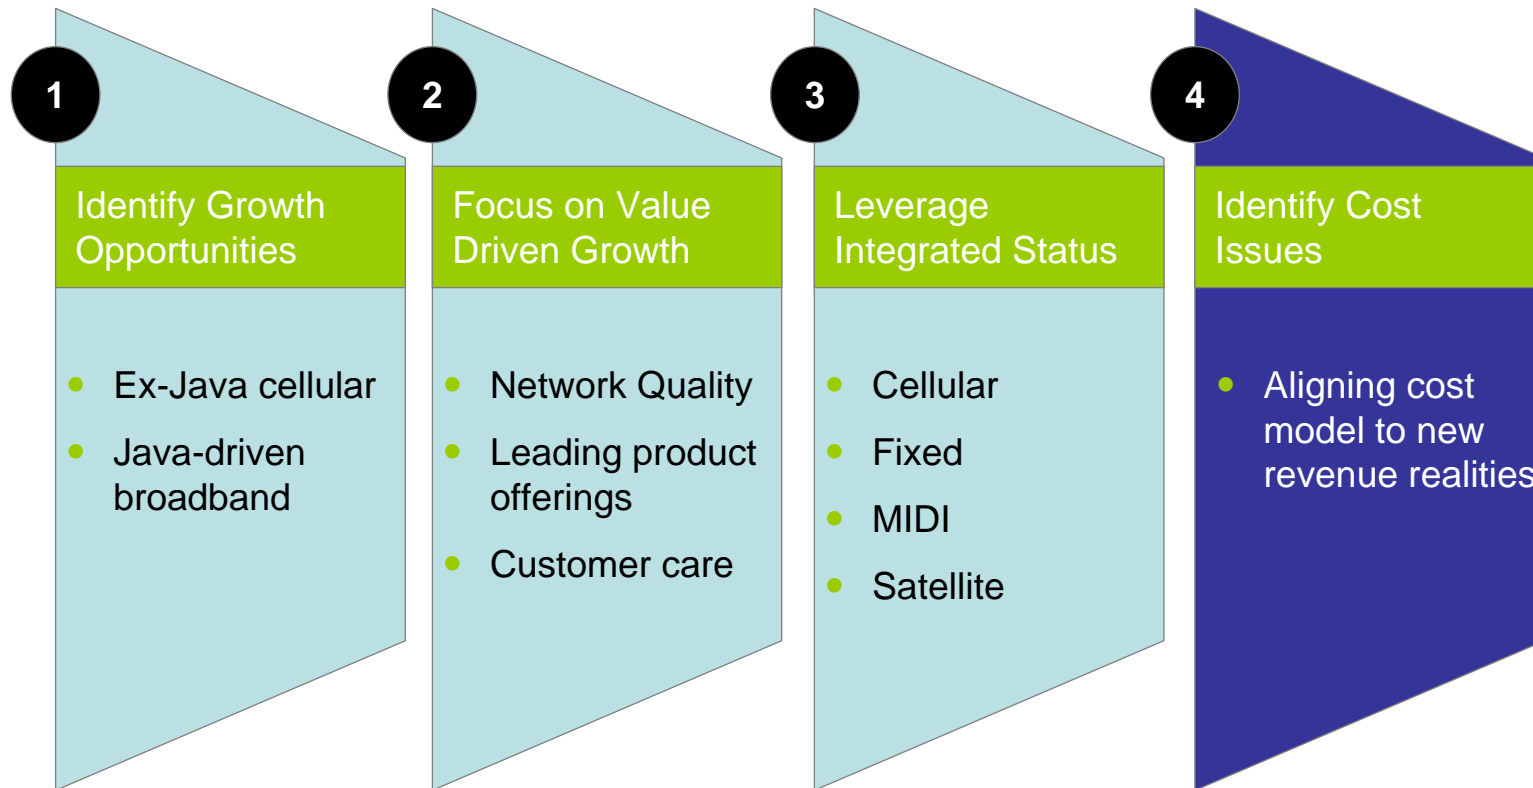 1
Identify Growth
Opportunities
• Ex-Java cellular
• Java-driven
broadband
2
Focus on Value
Driven Growth
• Network Quality
• Leading product
offerings
• Customer care
3
Leverage
Integrated Status
• Cellular
• Fixed
• MIDI
• Satellite
4
Identify Cost
Issues
• Aligning cost
model to new
revenue realities